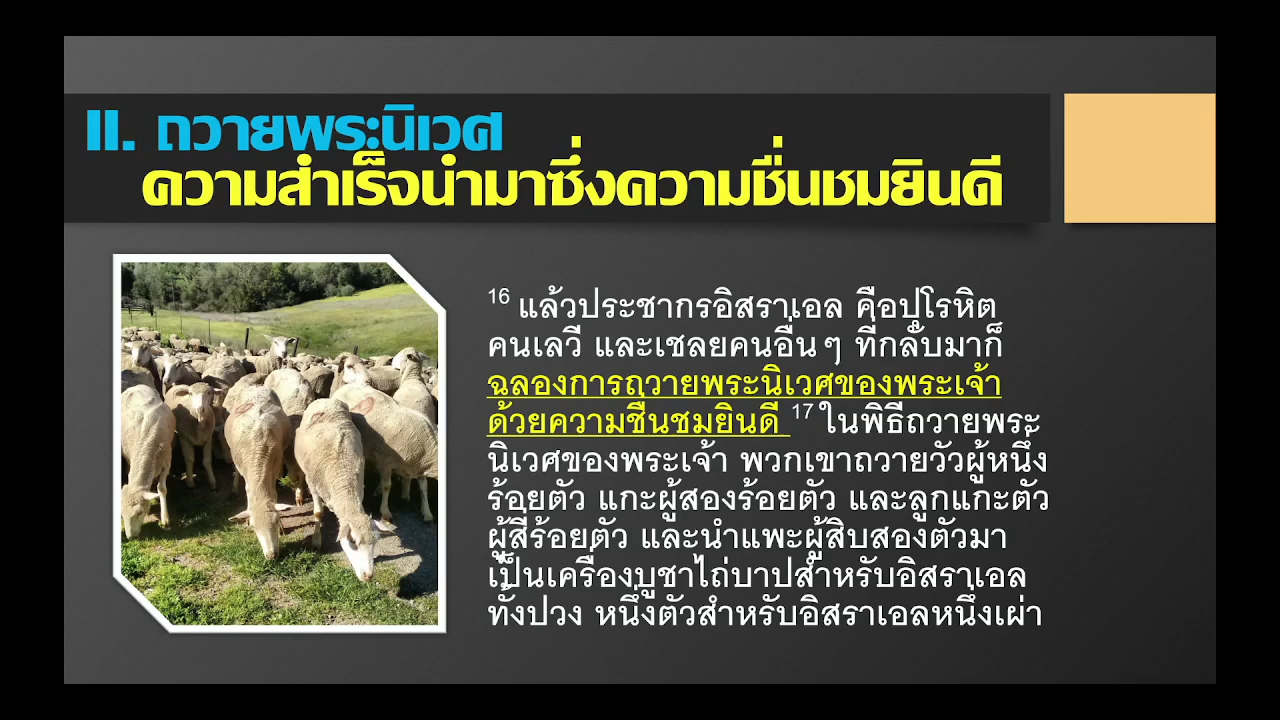 II. ถวายพระนิเวศ
ความสำเร็จนำมาซึ่งความชื่นชมยินดี
16 แล้วประชากรอิสราเอล คือปุโรหิต
คนเลวี และเชลยคนอื่น ๆ ที่กลับมาก็
ฉลองการถวายพระนิเวศของพระเจ้า
ด้วยความชื่นชมยินดี 17 ในพิธีถวายพระ
นิเวศของพระเจ้า พวกเขาถวายวัวผู้หนึ่ง
ร้อยตัว แกะผู้สองร้อยตัว และลูกแกะตัว
ผู้สี่ร้อยตัว และนำแพะผู้สิบสองตัวมา
เป็นเครื่องบูชาไถ่บาปสำหรับอิสราเอล
ทั้งปวง หนึ่งตัวสำหรับอิสราเอลหนึ่งเผ่า